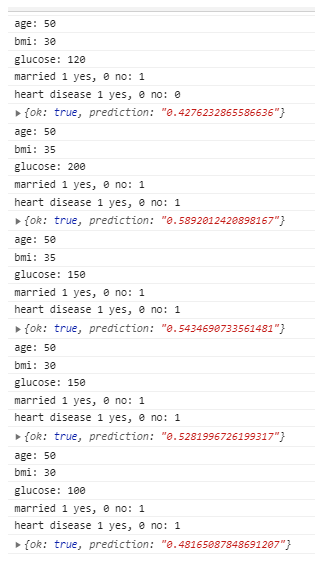 age: 50
bmi: 30
glucose: 120
married 1 yes, 0 no: 1
heart disease 1 yes, 0 no: 0
▶ {ok: true, prediction: "0.4276232865586636"}
age: 50
bmi: 35
glucose: 200
married 1 yes, 0 no: 1
heart disease 1 yes, 0 no: 1
▶ {ok: true, prediction: "0.5892012420898167"}
age: 50
bmi: 35
glucose: 150
married 1 yes, 0 no: 1
heart disease 1 yes, 0 no: 1
▶ {ok: true, prediction: "0.5434690733561481"}
age: 50
bmi: 30
glucose: 150
married 1 yes, 0 no: 1
heart disease 1 yes, 0 no: 1
▶ {ok: true, prediction: "0.5281996726199317"}
age: 50
bmi: 30
glucose: 100
married 1 yes, 0 no: 1
heart disease 1 yes, 0 no: 1
▶ {ok: true, prediction: "0.48165087848691207"}